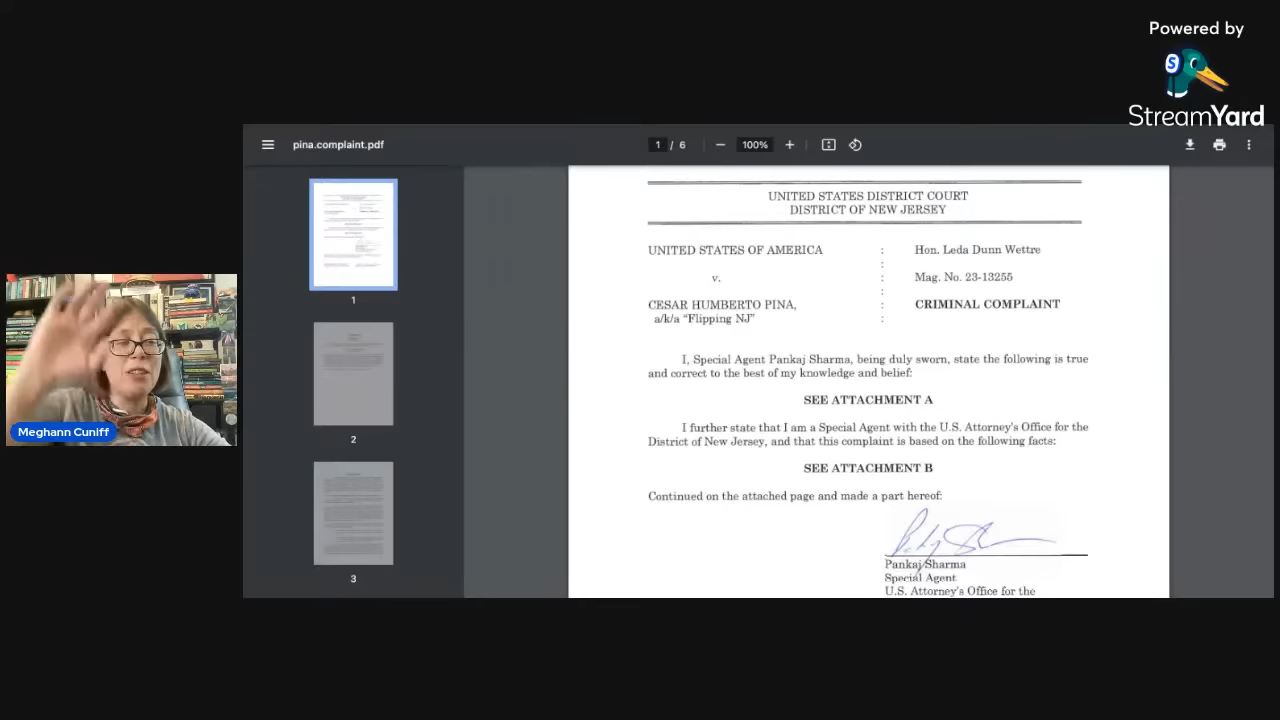 Powered by
StreamYard
pina.complaint.pdf
1 / 6
100%
UNITED STATES DISTRICT COURT
DISTRICT OF NEW JERSEY
UNITED STATES OF AMERICA : Hon. Leda Dunn Wettre
:
v. : Mag. No. 23-13255
:
CESAR HUMBERTO PINA, : CRIMINAL COMPLAINT
a/k/a “Flipping NJ” :
I, Special Agent Pankaj Sharma, being duly sworn, state the following is true
and correct to the best of my knowledge and belief:
SEE ATTACHMENT A
I further state that I am a Special Agent with the U.S. Attorney's Office for the
District of New Jersey, and that this complaint is based on the following facts:
SEE ATTACHMENT B
Continued on the attached page and made a part hereof:
Pankaj Sharma
Special Agent
U.S. Attorney's Office for the
1
2
3
Meghann Cuniff